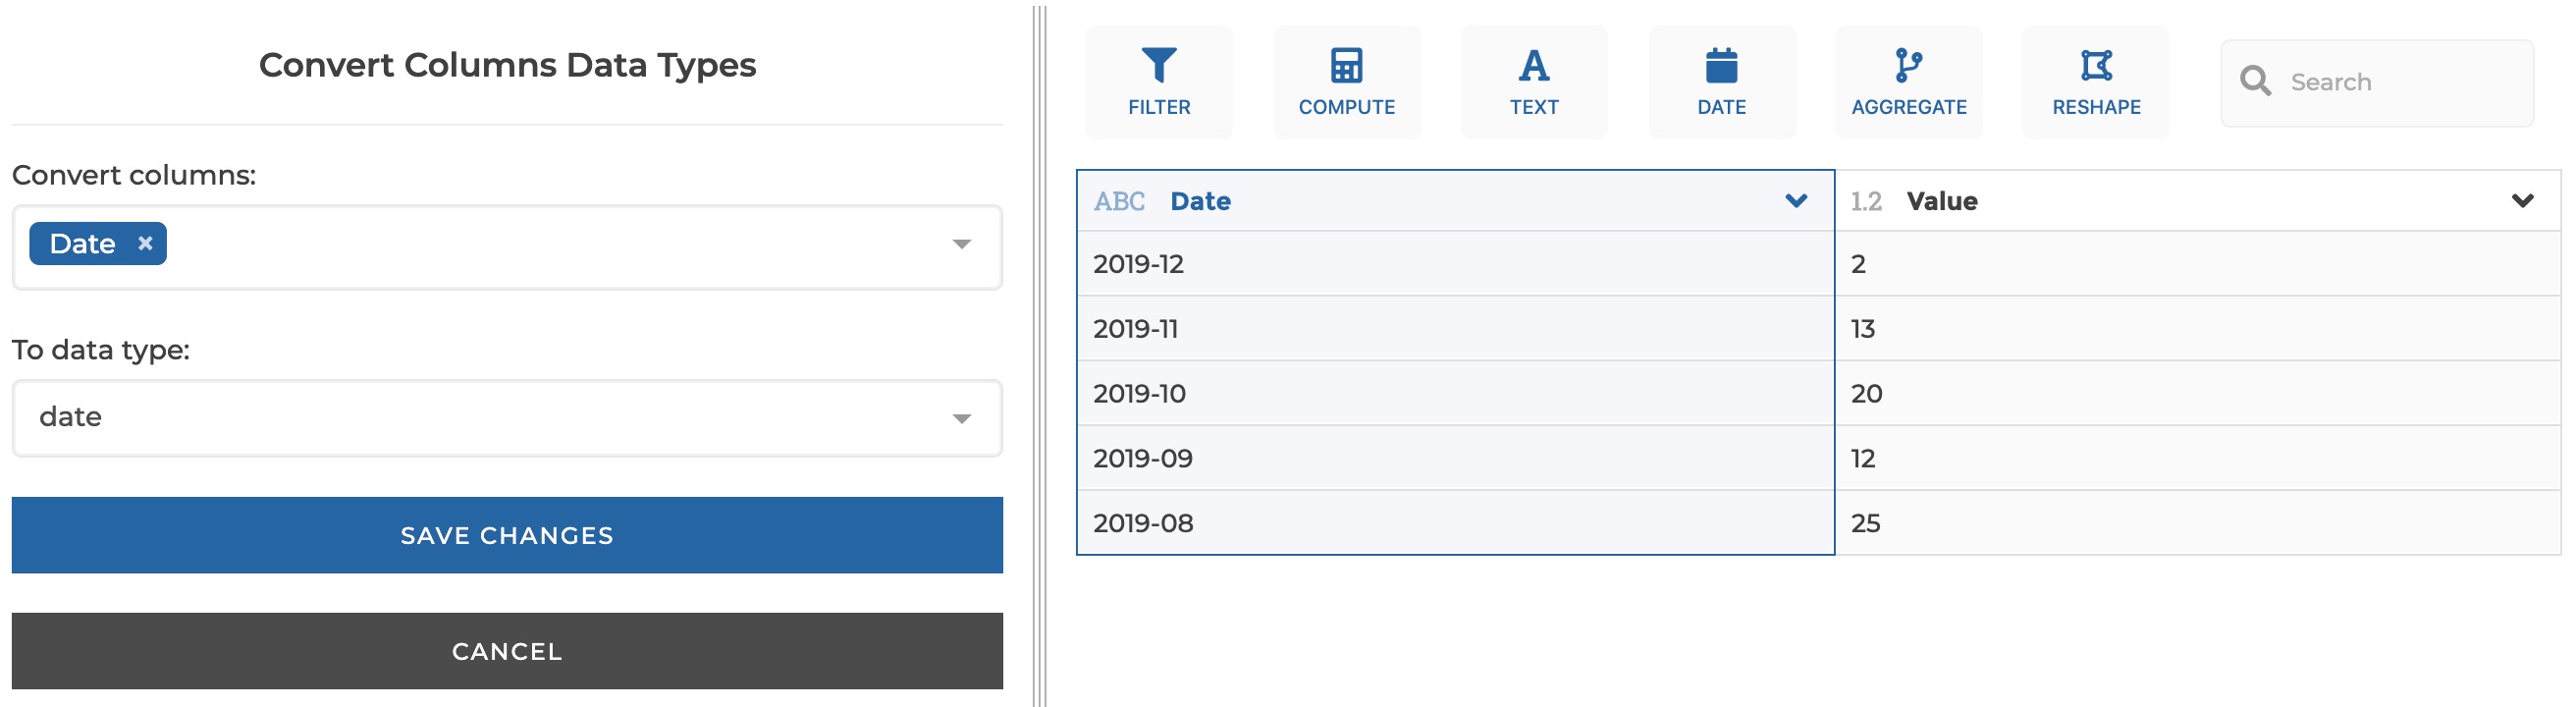 Convert Columns Data Types
Convert columns:
Date ×
To data type:
date
SAVE CHANGES
CANCEL
FILTER COMPUTE TEXT DATE AGGREGATE RESHAPE Search
ABC Date 1.2 Value
2019-12 2
2019-11 13
2019-10 20
2019-09 12
2019-08 25